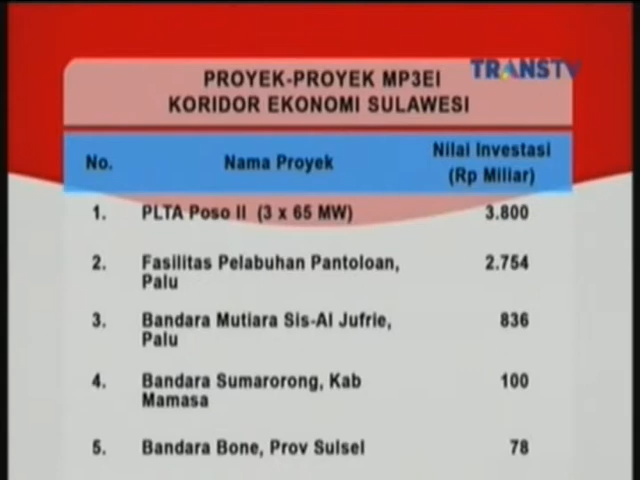 TRANSTV
PROYEK-PROYEK MP3EI
KORIDOR EKONOMI SULAWESI
No. Nama Proyek Nilai Investasi
(Rp Miliar)
1. PLTA Poso II (3 x 65 MW) 3.800
2. Fasilitas Pelabuhan Pantoloan, 2.754
Palu
3. Bandara Mutiara Sis-Al Jufrie, 836
Palu
4. Bandara Sumarorong, Kab 100
Mamasa
5. Bandara Bone, Prov Sulsel 78